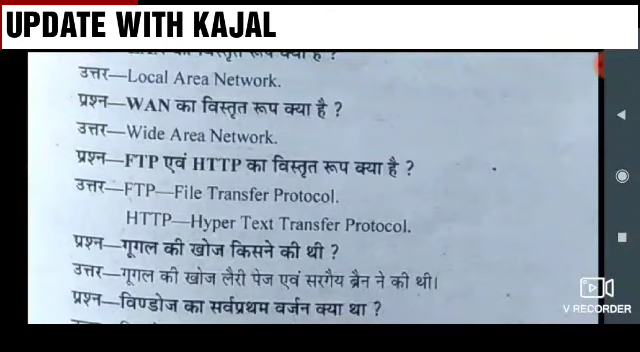 UPDATE WITH KAJAL
का विस्तृत रूप क्या है ?
उत्तर—Local Area Network.
प्रश्न—WAN का विस्तृत रूप क्या है ?
उत्तर—Wide Area Network.
प्रश्न—FTP एवं HTTP का विस्तृत रूप क्या है ?
उत्तर—FTP—File Transfer Protocol.
HTTP—Hyper Text Transfer Protocol.
प्रश्न—गूगल की खोज किसने की थी ?
उत्तर—गूगल की खोज लैरी पेज एवं सरगैय ब्रैन ने की थी।
प्रश्न—विण्डोज का सर्वप्रथम वर्जन क्या था ?
V RECORDER